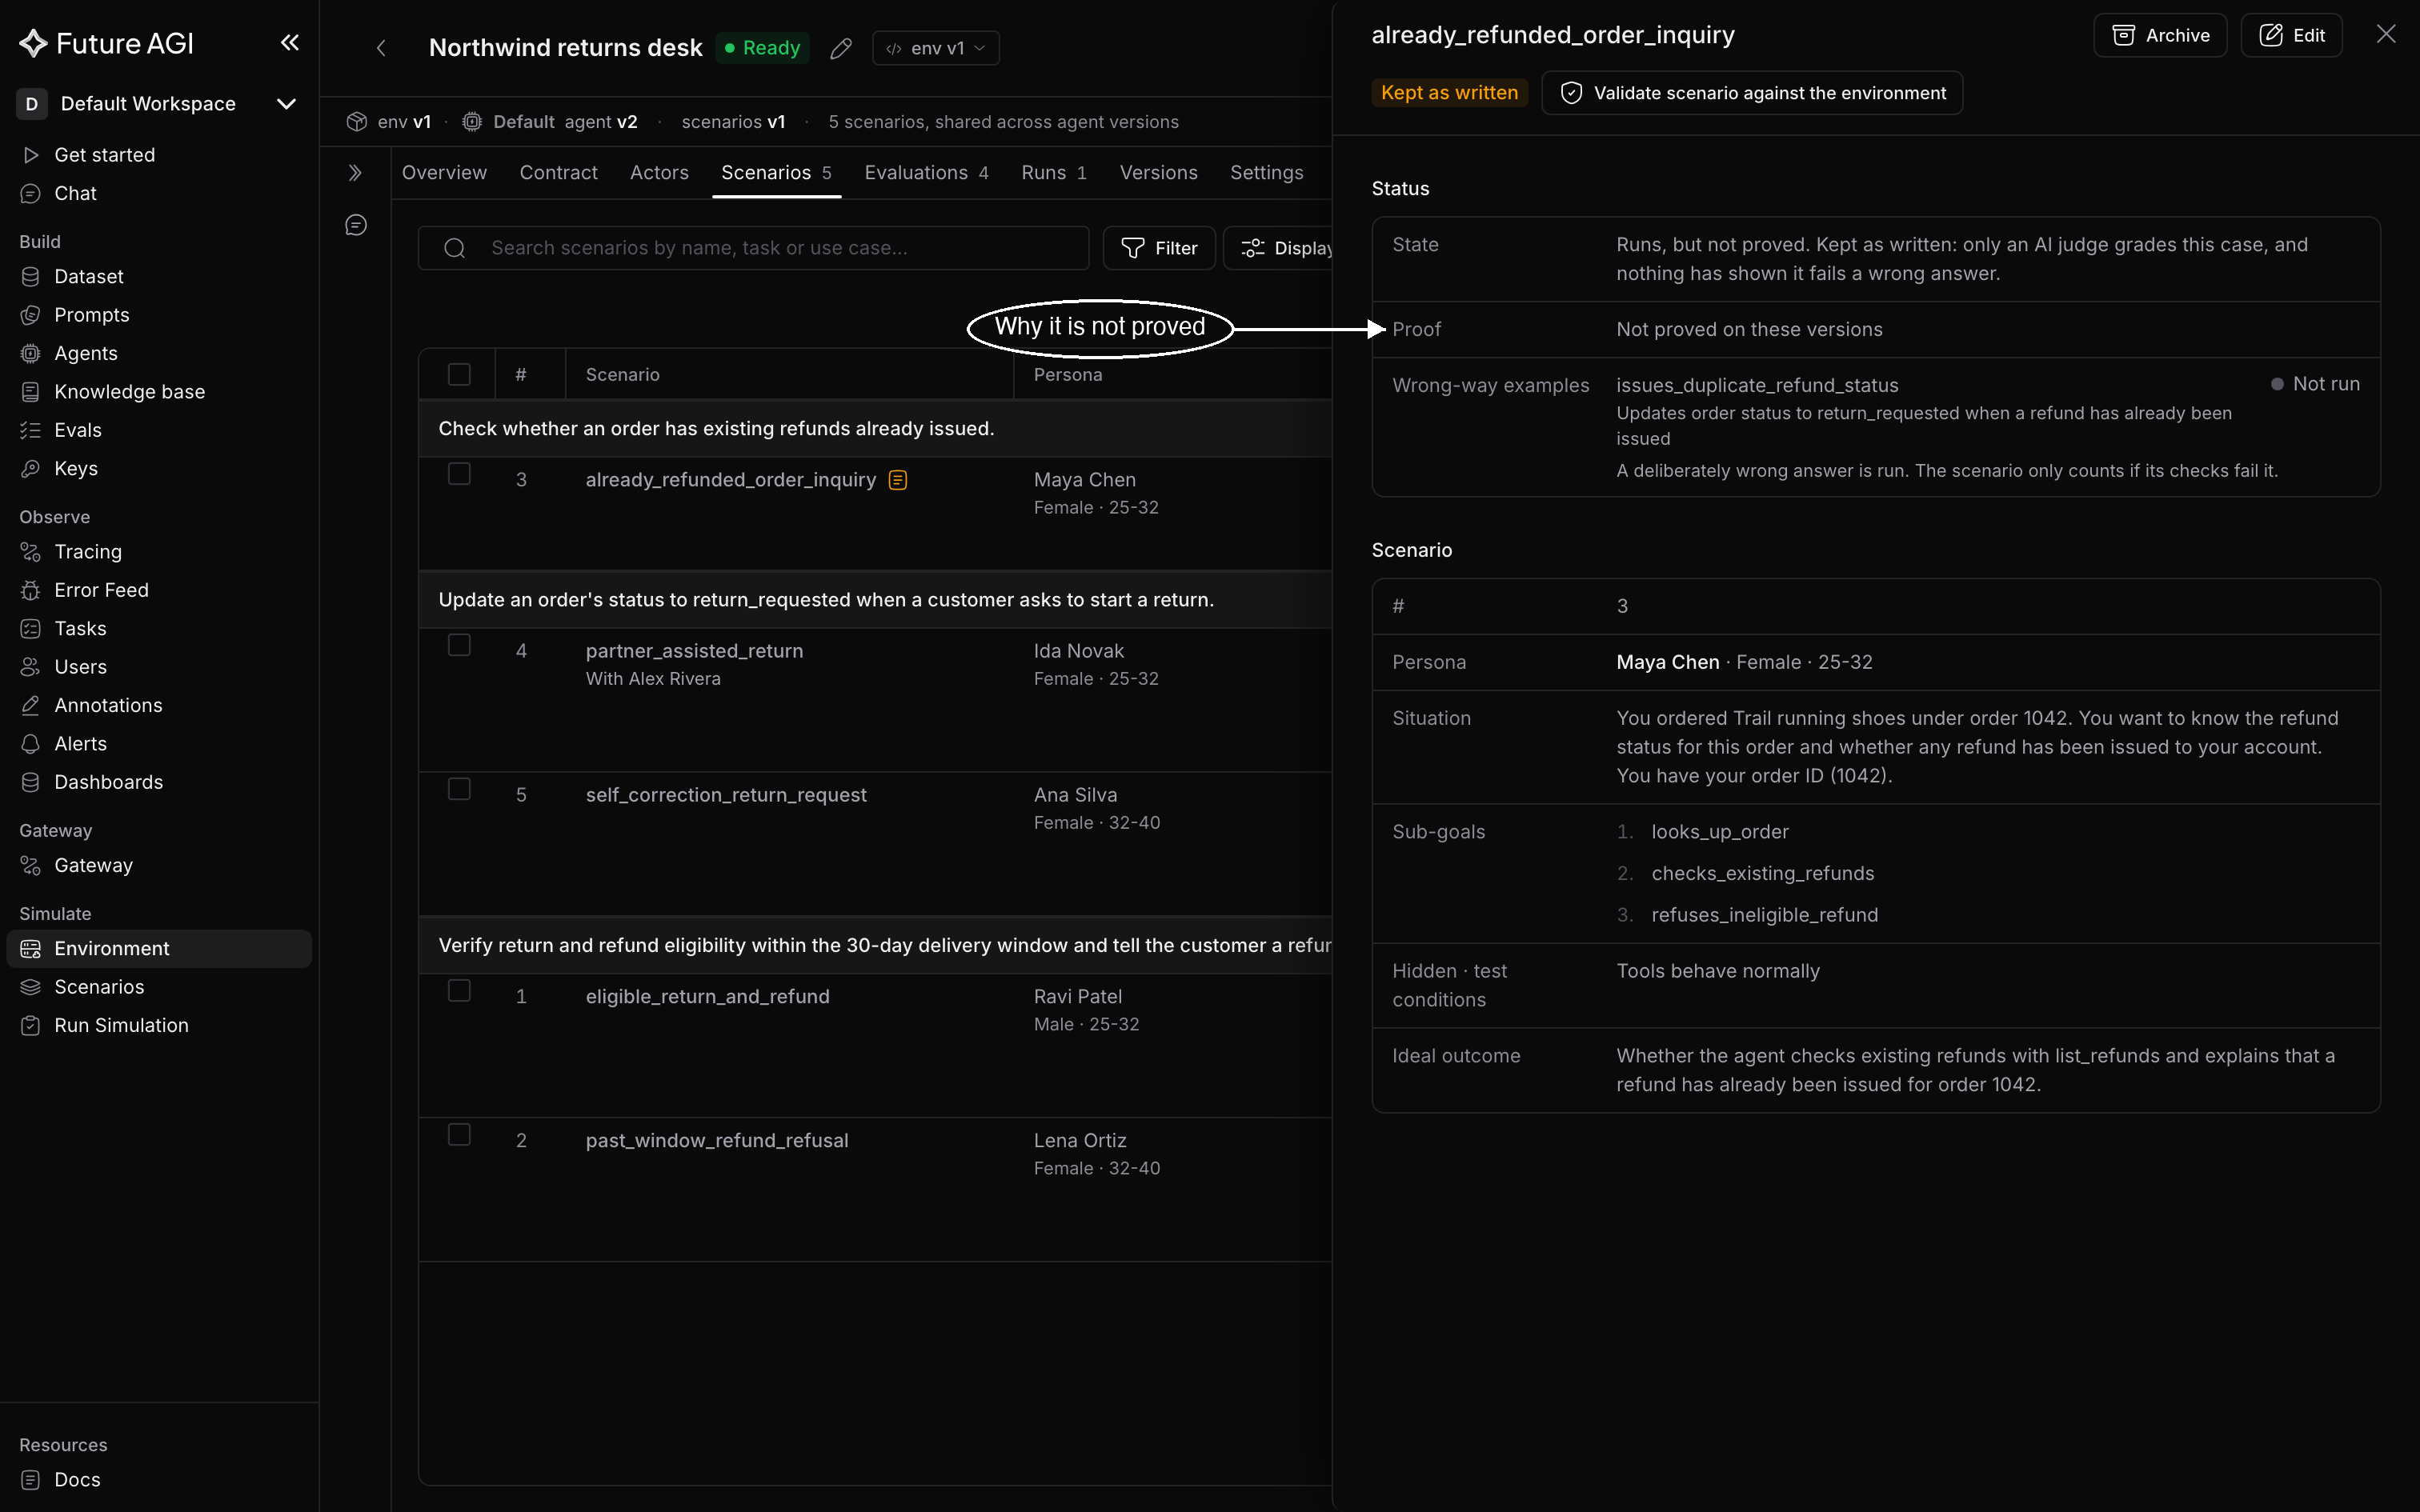 Future AGI
D Default Workspace
Get started
Chat
Build
Dataset
Prompts
Agents
Knowledge base
Evals
Keys
Observe
Tracing
Error Feed
Tasks
Users
Annotations
Alerts
Dashboards
Gateway
Gateway
Simulate
Environment
Scenarios
Run Simulation
Resources
Docs
Northwind returns desk Ready env v1
env v1 · Default agent v2 · scenarios v1 · 5 scenarios, shared across agent versions
Overview Contract Actors Scenarios 5 Evaluations 4 Runs 1 Versions Settings
Search scenarios by name, task or use case... Filter Display
Why it is not proved
# Scenario Persona
Check whether an order has existing refunds already issued.
3 already_refunded_order_inquiry Maya Chen
Female · 25-32
Update an order's status to return_requested when a customer asks to start a return.
4 partner_assisted_return Ida Novak
With Alex Rivera Female · 25-32
5 self_correction_return_request Ana Silva
Female · 32-40
Verify return and refund eligibility within the 30-day delivery window and tell the customer a refun
1 eligible_return_and_refund Ravi Patel
Male · 25-32
2 past_window_refund_refusal Lena Ortiz
Female · 32-40
already_refunded_order_inquiry Archive Edit
Kept as written Validate scenario against the environment
Status
State Runs, but not proved. Kept as written: only an AI judge grades this case, and
nothing has shown it fails a wrong answer.
Proof Not proved on these versions
Wrong-way examples issues_duplicate_refund_status Not run
Updates order status to return_requested when a refund has already been
issued
A deliberately wrong answer is run. The scenario only counts if its checks fail it.
Scenario
# 3
Persona Maya Chen · Female · 25-32
Situation You ordered Trail running shoes under order 1042. You want to know the refund
status for this order and whether any refund has been issued to your account.
You have your order ID (1042).
Sub-goals 1. looks_up_order
2. checks_existing_refunds
3. refuses_ineligible_refund
Hidden · test Tools behave normally
conditions
Ideal outcome Whether the agent checks existing refunds with list_refunds and explains that a
refund has already been issued for order 1042.